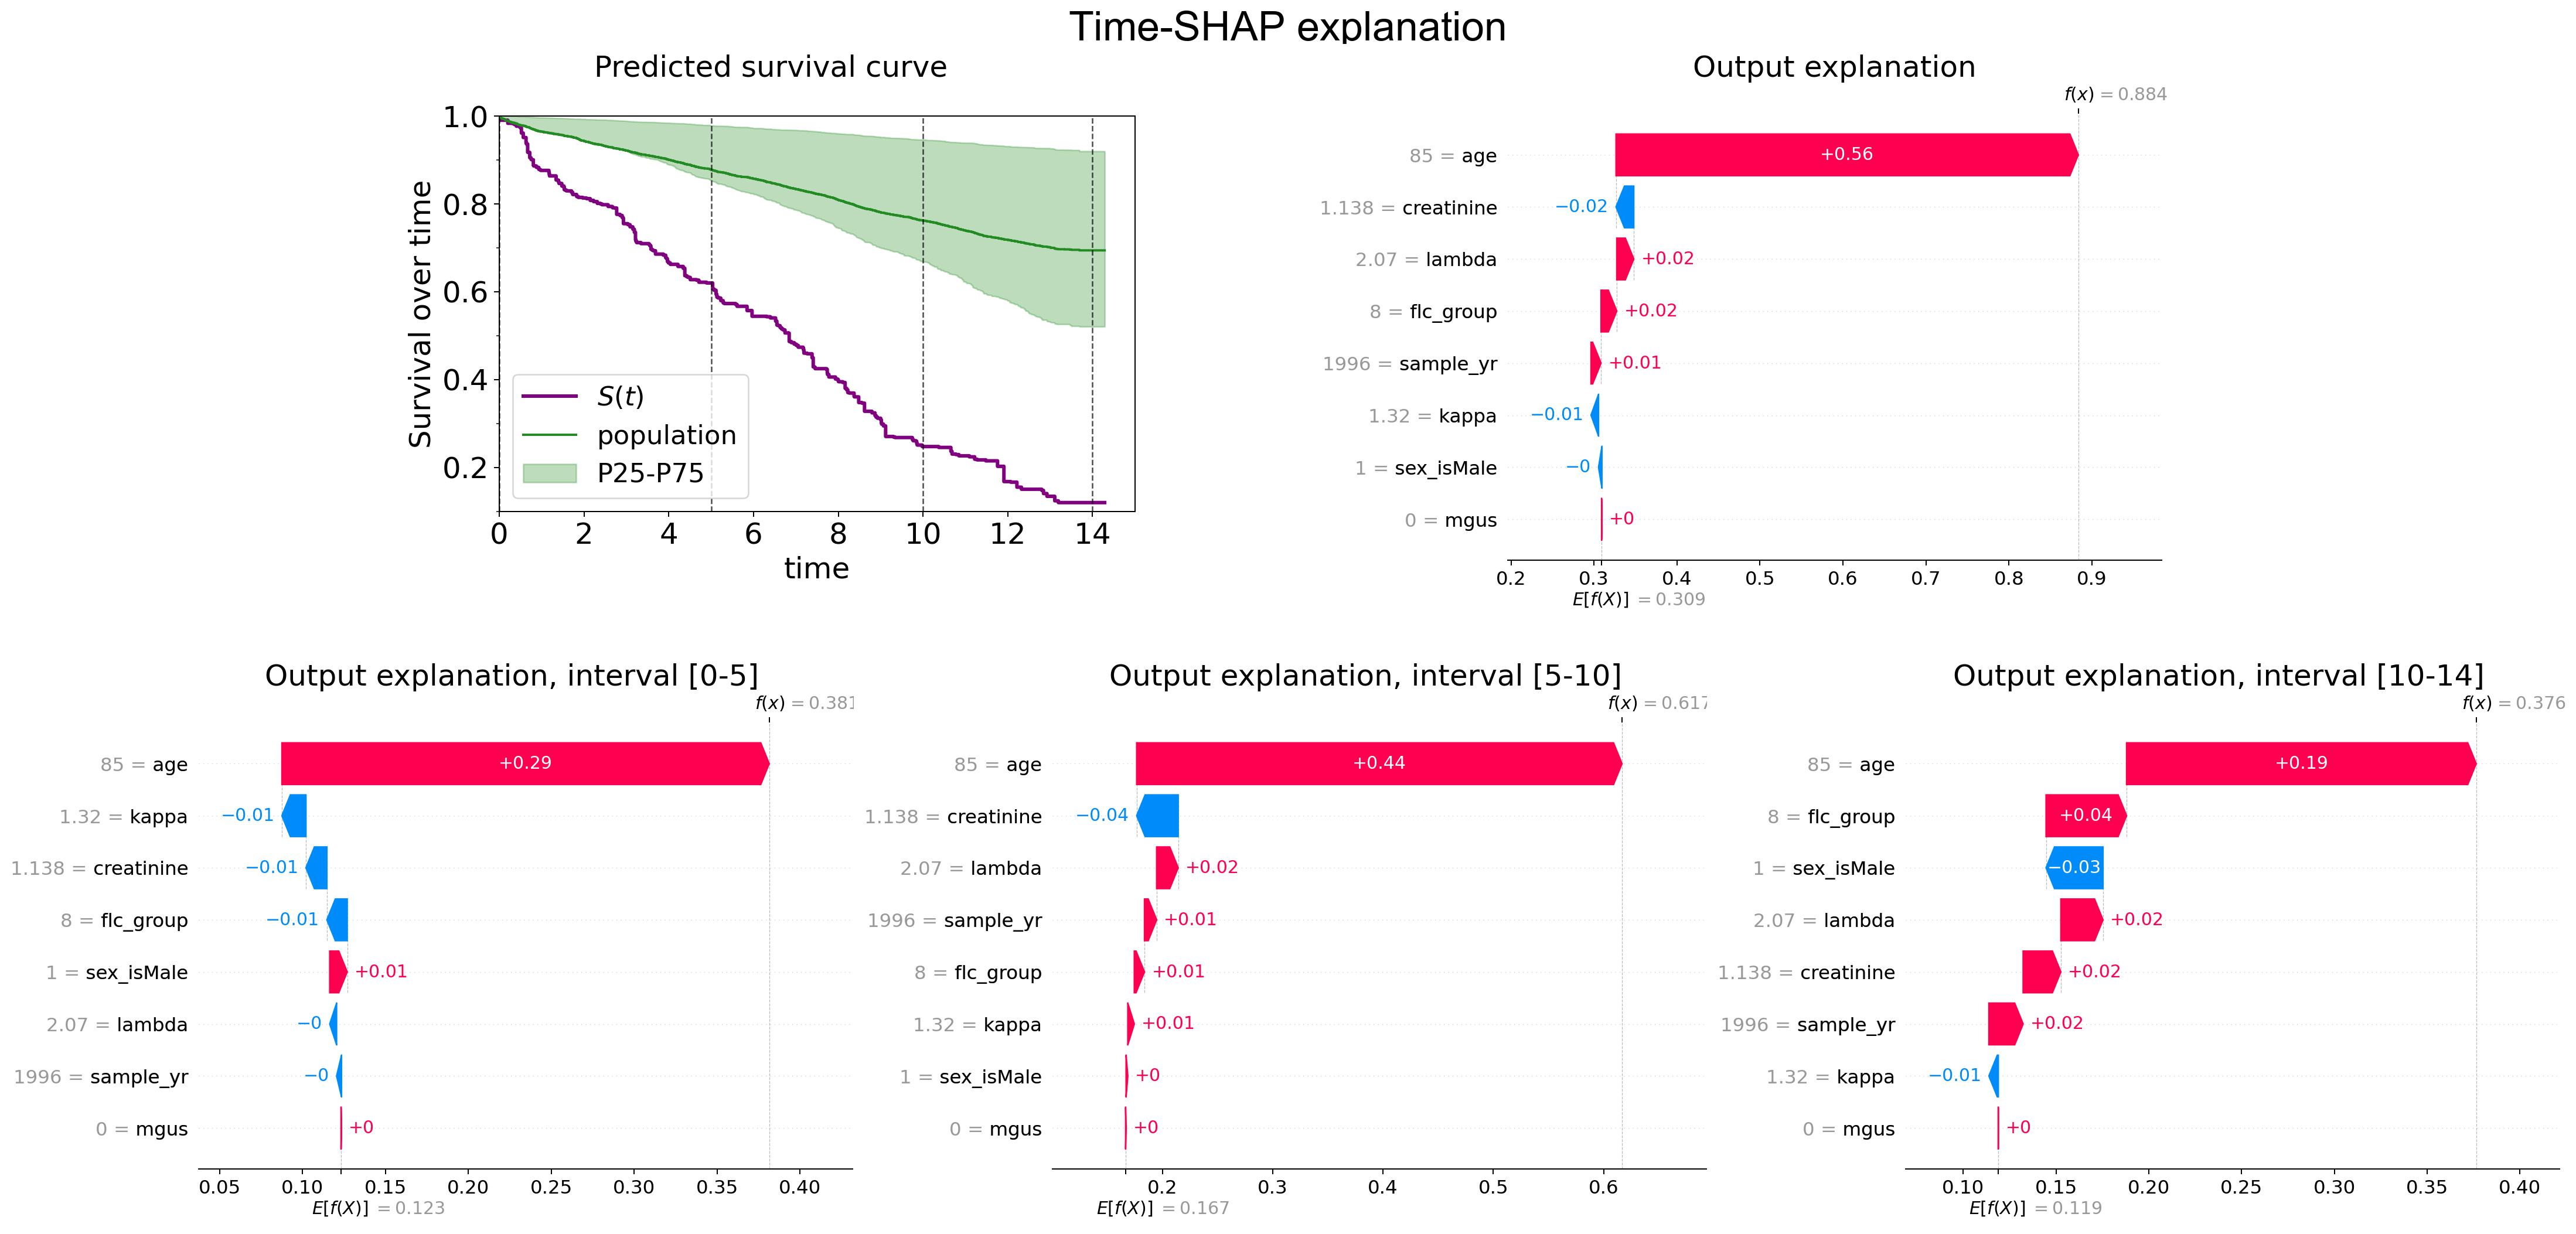 Time-SHAP explanation
Predicted survival curve
Survival over time
1.0
0.8
0.6
0.4
0.2
S(t)
population
P25-P75
0 2 4 6 8 10 12 14
time
Output explanation
f(x) = 0.884
85 = age +0.56
1.138 = creatinine −0.02
2.07 = lambda +0.02
8 = flc_group +0.02
1996 = sample_yr +0.01
1.32 = kappa −0.01
1 = sex_isMale −0
0 = mgus +0
0.2 0.3 0.4 0.5 0.6 0.7 0.8 0.9
E[f(X)] = 0.309
Output explanation, interval [0-5]
f(x) = 0.381
85 = age +0.29
1.32 = kappa −0.01
1.138 = creatinine −0.01
8 = flc_group −0.01
1 = sex_isMale +0.01
2.07 = lambda −0
1996 = sample_yr −0
0 = mgus +0
0.05 0.10 0.15 0.20 0.25 0.30 0.35 0.40
E[f(X)] = 0.123
Output explanation, interval [5-10]
f(x) = 0.617
85 = age +0.44
1.138 = creatinine −0.04
2.07 = lambda +0.02
1996 = sample_yr +0.01
8 = flc_group +0.01
1.32 = kappa +0.01
1 = sex_isMale +0
0 = mgus +0
0.2 0.3 0.4 0.5 0.6
E[f(X)] = 0.167
Output explanation, interval [10-14]
f(x) = 0.376
85 = age +0.19
8 = flc_group +0.04
1 = sex_isMale −0.03
2.07 = lambda +0.02
1.138 = creatinine +0.02
1996 = sample_yr +0.02
1.32 = kappa −0.01
0 = mgus +0
0.10 0.15 0.20 0.25 0.30 0.35 0.40
E[f(X)] = 0.119